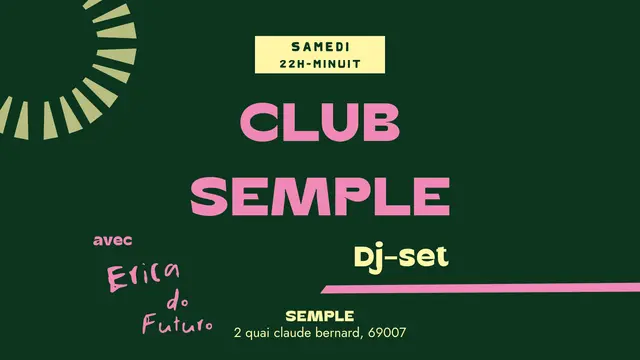 SAMEDI
22H-MINUIT
CLUB
SEMPLE
avec
Erica
do
Futuro
Dj-set
SEMPLE
2 quai claude bernard, 69007